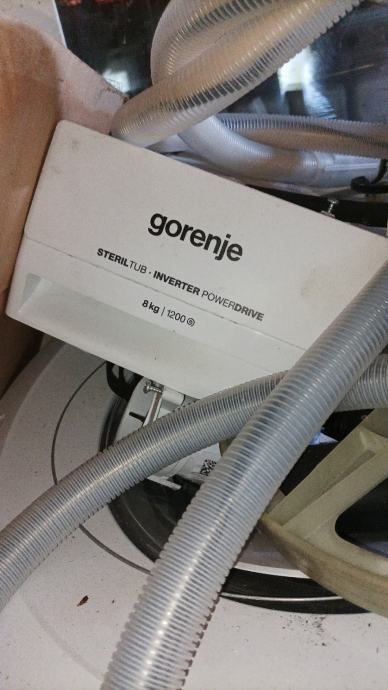 gorenje
STERILTUB · INVERTER POWERDRIVE
8 kg | 1200